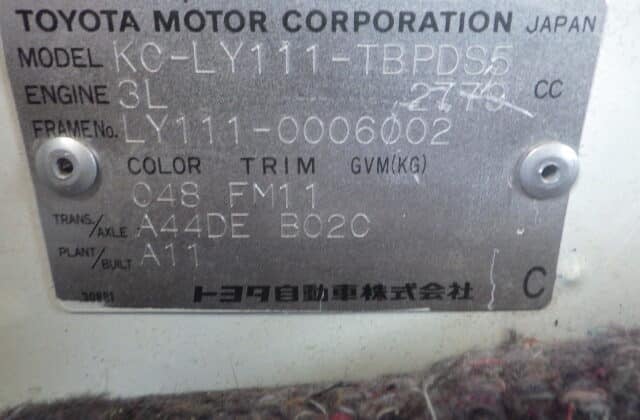 TOYOTA MOTOR CORPORATION JAPAN
MODEL KC-LY111-TBPDS5
ENGINE 3L 2779 CC
FRAME No. LY111-0006002
COLOR TRIM GVM(KG)
048 FM11
TRANS./AXLE A44DE B02C
PLANT/BUILT A11
トヨタ自動車株式会社 C